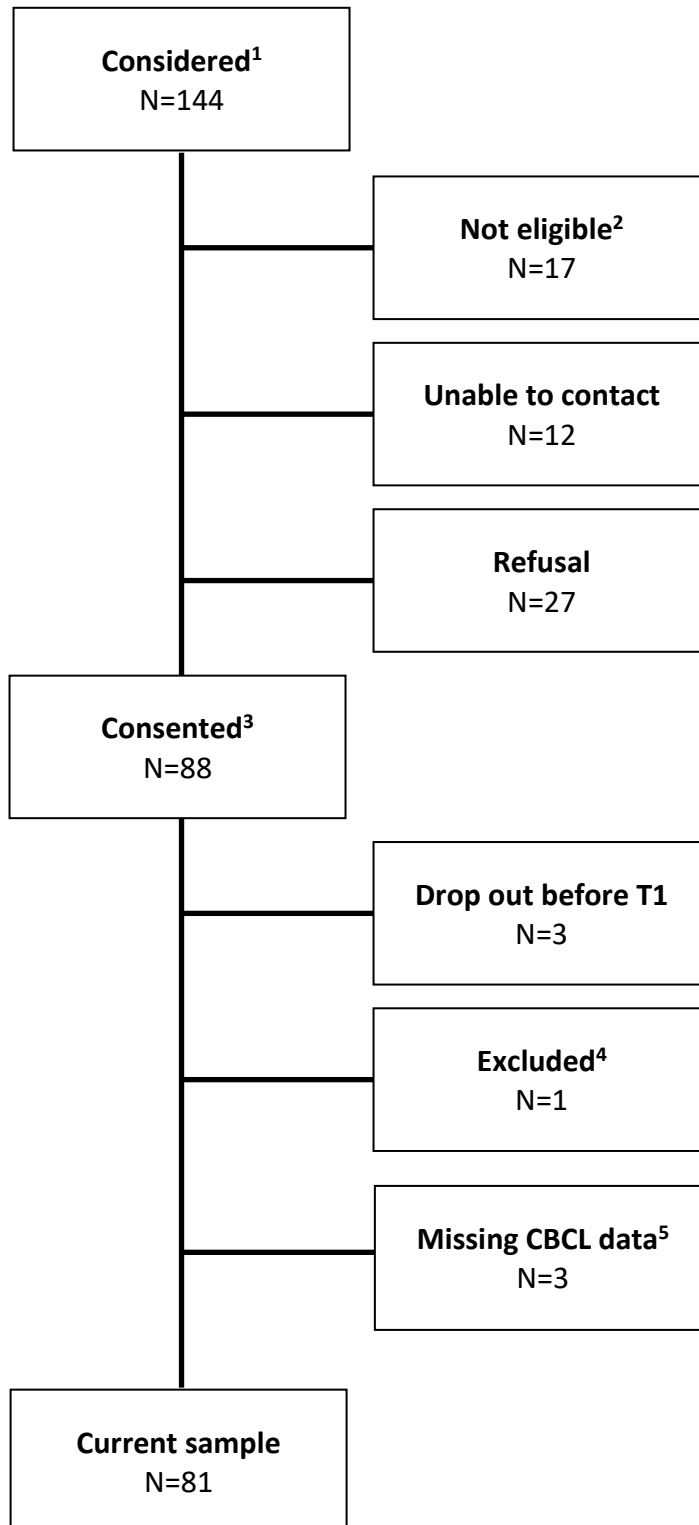 Considered¹
N=144
Not eligible²
N=17
Unable to contact
N=12
Refusal
N=27
Consented³
N=88
Drop out before T1
N=3
Excluded⁴
N=1
Missing CBCL data⁵
N=3
Current sample
N=81